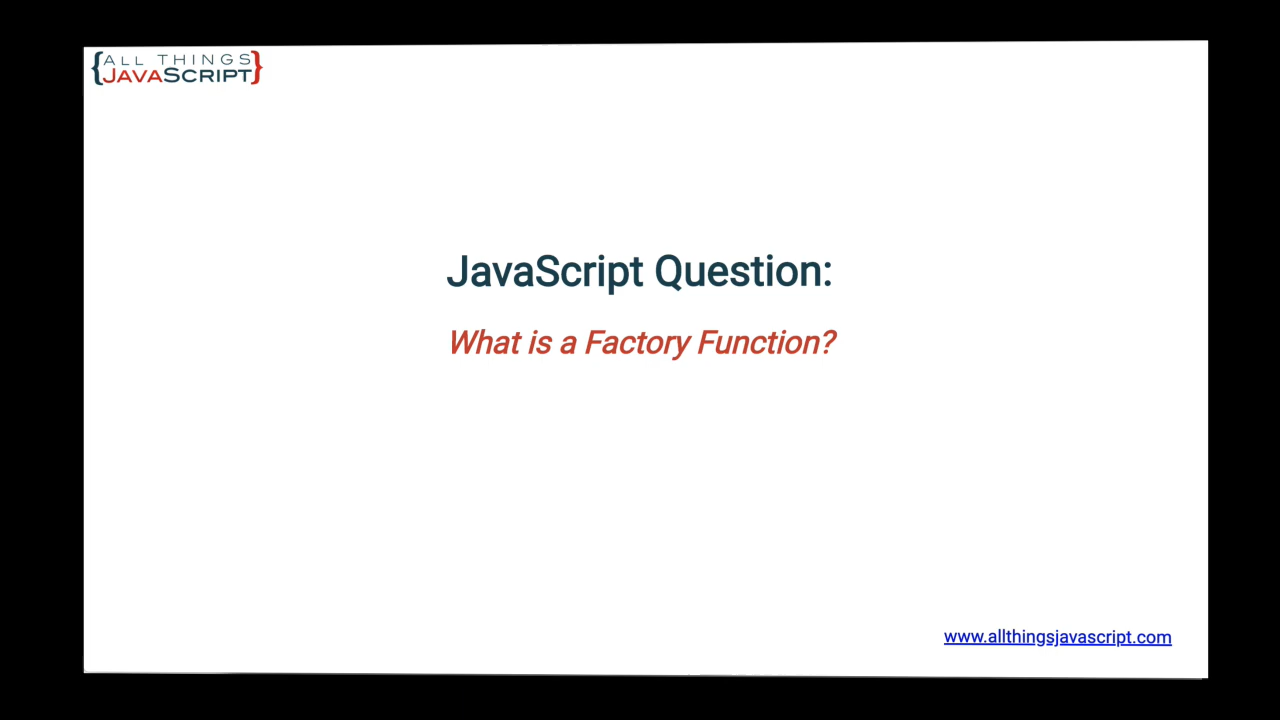 {ALL THINGS
JAVASCRIPT}
JavaScript Question:
What is a Factory Function?
www.allthingsjavascript.com